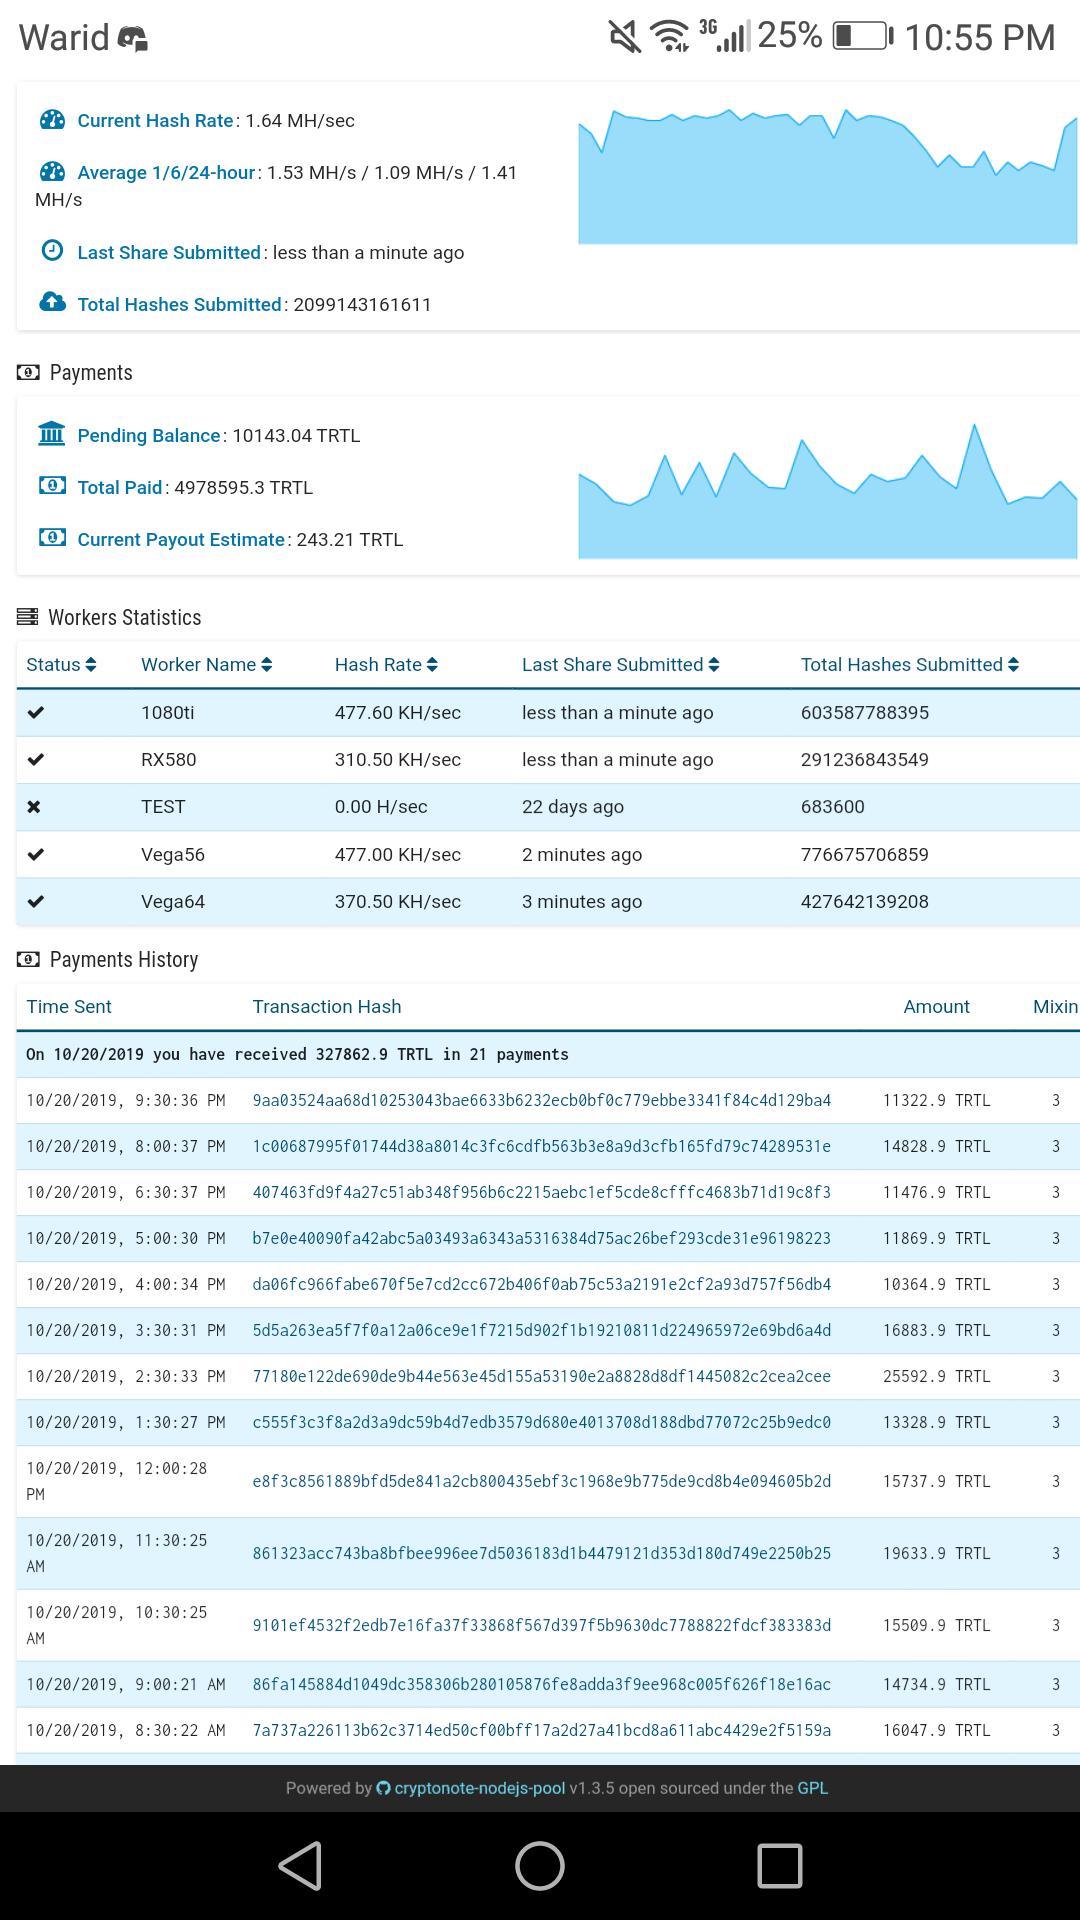 Warid 3G 25% 10:55 PM
Current Hash Rate: 1.64 MH/sec
Average 1/6/24-hour: 1.53 MH/s / 1.09 MH/s / 1.41
MH/s
Last Share Submitted: less than a minute ago
Total Hashes Submitted: 2099143161611
Payments
Pending Balance: 10143.04 TRTL
Total Paid: 4978595.3 TRTL
Current Payout Estimate: 243.21 TRTL
Workers Statistics
Status Worker Name Hash Rate Last Share Submitted Total Hashes Submitted
1080ti 477.60 KH/sec less than a minute ago 603587788395
RX580 310.50 KH/sec less than a minute ago 291236843549
TEST 0.00 H/sec 22 days ago 683600
Vega56 477.00 KH/sec 2 minutes ago 776675706859
Vega64 370.50 KH/sec 3 minutes ago 427642139208
Payments History
Time Sent Transaction Hash Amount Mixin
On 10/20/2019 you have received 327862.9 TRTL in 21 payments
10/20/2019, 9:30:36 PM 9aa03524aa68d10253043bae6633b6232ecb0bf0c779ebbe3341f84c4d129ba4 11322.9 TRTL 3
10/20/2019, 8:00:37 PM 1c00687995f01744d38a8014c3fc6cdfb563b3e8a9d3cfb165fd79c74289531e 14828.9 TRTL 3
10/20/2019, 6:30:37 PM 407463fd9f4a27c51ab348f956b6c2215aebc1ef5cde8cfffc4683b71d19c8f3 11476.9 TRTL 3
10/20/2019, 5:00:30 PM b7e0e40090fa42abc5a03493a6343a5316384d75ac26bef293cde31e96198223 11869.9 TRTL 3
10/20/2019, 4:00:34 PM da06fc966fabe670f5e7cd2cc672b406f0ab75c53a2191e2cf2a93d757f56db4 10364.9 TRTL 3
10/20/2019, 3:30:31 PM 5d5a263ea5f7f0a12a06ce9e1f7215d902f1b19210811d224965972e69bd6a4d 16883.9 TRTL 3
10/20/2019, 2:30:33 PM 77180e122de690de9b44e563e45d155a53190e2a8828d8df1445082c2cea2cee 25592.9 TRTL 3
10/20/2019, 1:30:27 PM c555f3c3f8a2d3a9dc59b4d7edb3579d680e4013708d188dbd77072c25b9edc0 13328.9 TRTL 3
10/20/2019, 12:00:28
PM e8f3c8561889bfd5de841a2cb800435ebf3c1968e9b775de9cd8b4e094605b2d 15737.9 TRTL 3
10/20/2019, 11:30:25
AM 861323acc743ba8bfbee996ee7d5036183d1b4479121d353d180d749e2250b25 19633.9 TRTL 3
10/20/2019, 10:30:25
AM 9101ef4532f2edb7e16fa37f33868f567d397f5b9630dc7788822fdcf383383d 15509.9 TRTL 3
10/20/2019, 9:00:21 AM 86fa145884d1049dc358306b280105876fe8adda3f9ee968c005f626f18e16ac 14734.9 TRTL 3
10/20/2019, 8:30:22 AM 7a737a226113b62c3714ed50cf00bff17a2d27a41bcd8a611abc4429e2f5159a 16047.9 TRTL 3
Powered by cryptonote-nodejs-pool v1.3.5 open sourced under the GPL